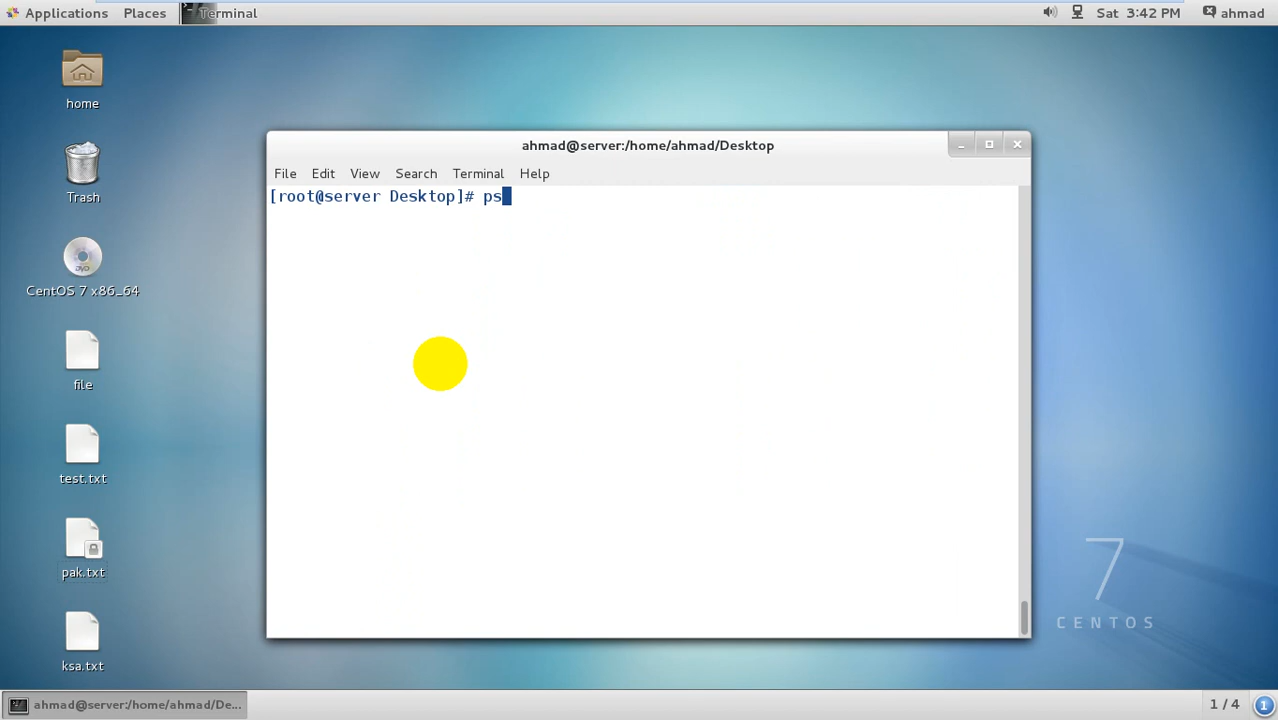 Applications Places Terminal Sat 3:42 PM ahmad
home
Trash
DVD
CentOS 7 x86_64
file
test.txt
pak.txt
ksa.txt
ahmad@server:/home/ahmad/Desktop
File Edit View Search Terminal Help
[root@server Desktop]# ps
7
CENTOS
ahmad@server:/home/ahmad/De... 1 / 4 1